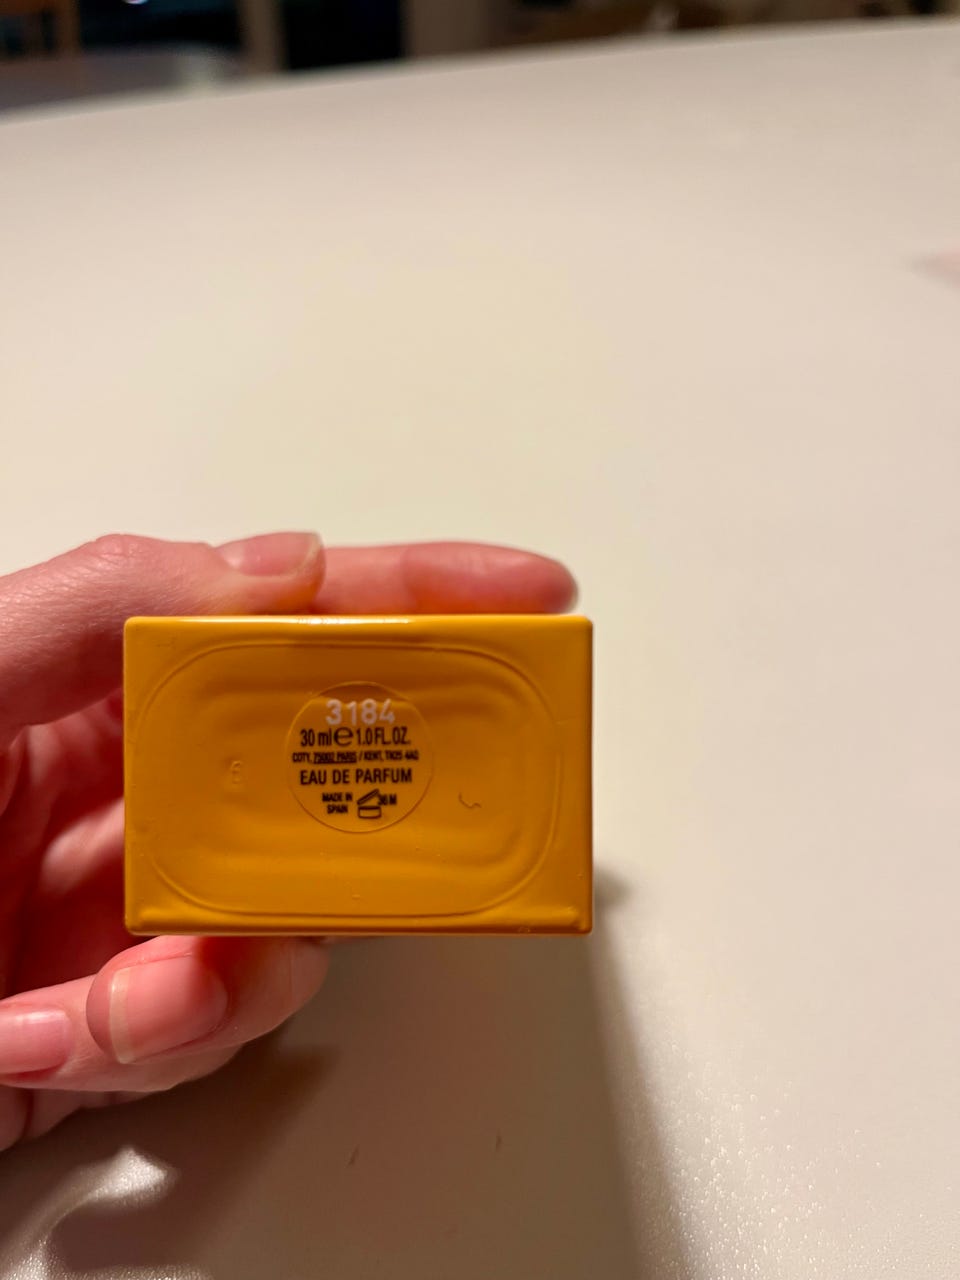 3184
30 ml e 1.0 FL.OZ.
COTY, 75002 PARIS / KENT, TN25 4AQ
EAU DE PARFUM
MADE IN
SPAIN
36 M